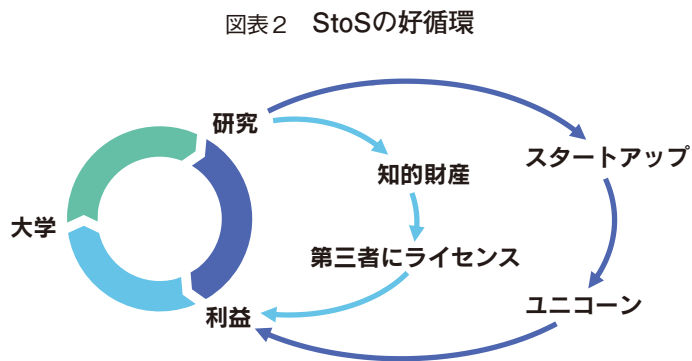 図表2 StoSの好循環
研究
スタートアップ
知的財産
大学
第三者にライセンス
ユニコーン
利益